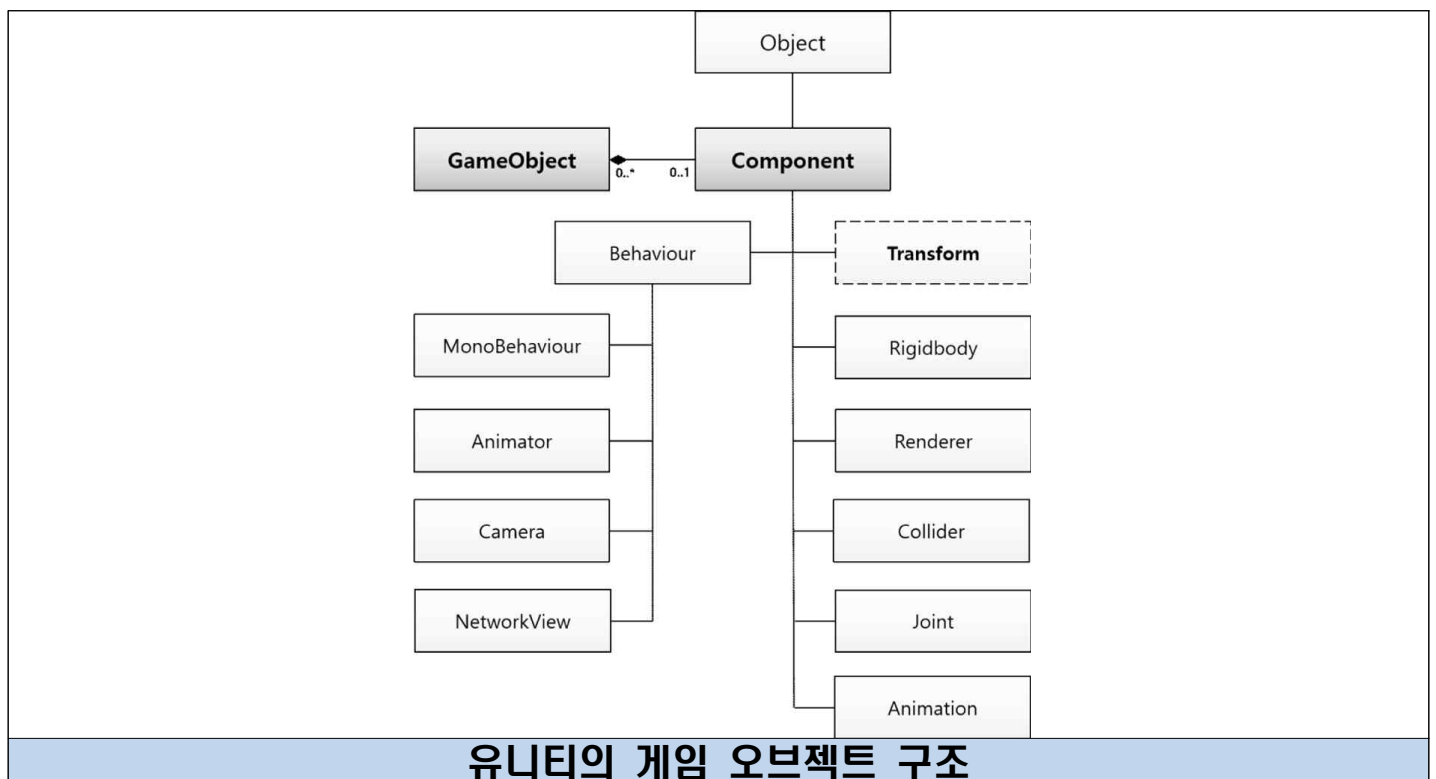 Object
GameObject
Component
0..*
0..1
Behaviour
Transform
MonoBehaviour
Rigidbody
Animator
Renderer
Camera
Collider
NetworkView
Joint
Animation
유니티의 게임 오브젝트 구조